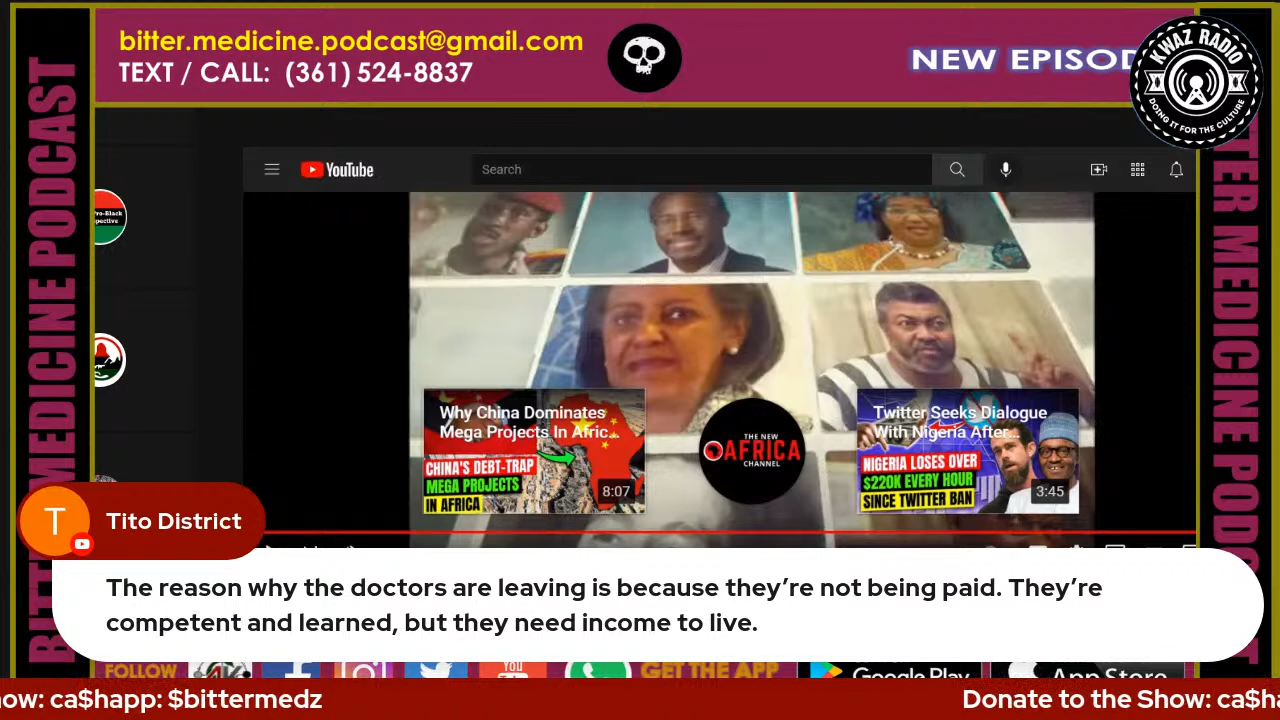 bitter.medicine.podcast@gmail.com
TEXT / CALL: (361) 524-8837
NEW EPISOD
KWAZ RADIO
DOING IT FOR THE CULTURE
BITTER MEDICINE PODCAST
YouTube
Search
Pro-Black
Why China Dominates
Mega Projects In Afric...
CHINA'S DEBT-TRAP
MEGA PROJECTS
IN AFRICA
8:07
THE NEW
AFRICA
CHANNEL
Twitter Seeks Dialogue
With Nigeria After...
NIGERIA LOSES OVER
$220K EVERY HOUR
SINCE TWITTER BAN
3:45
TER MEDICINE PODC
T
Tito District
The reason why the doctors are leaving is because they're not being paid. They're
competent and learned, but they need income to live.
FOLLOW
You
GET THE APP
Google Play
App Store
how: ca$happ: $bittermedz
Donate to the Show: ca$ha